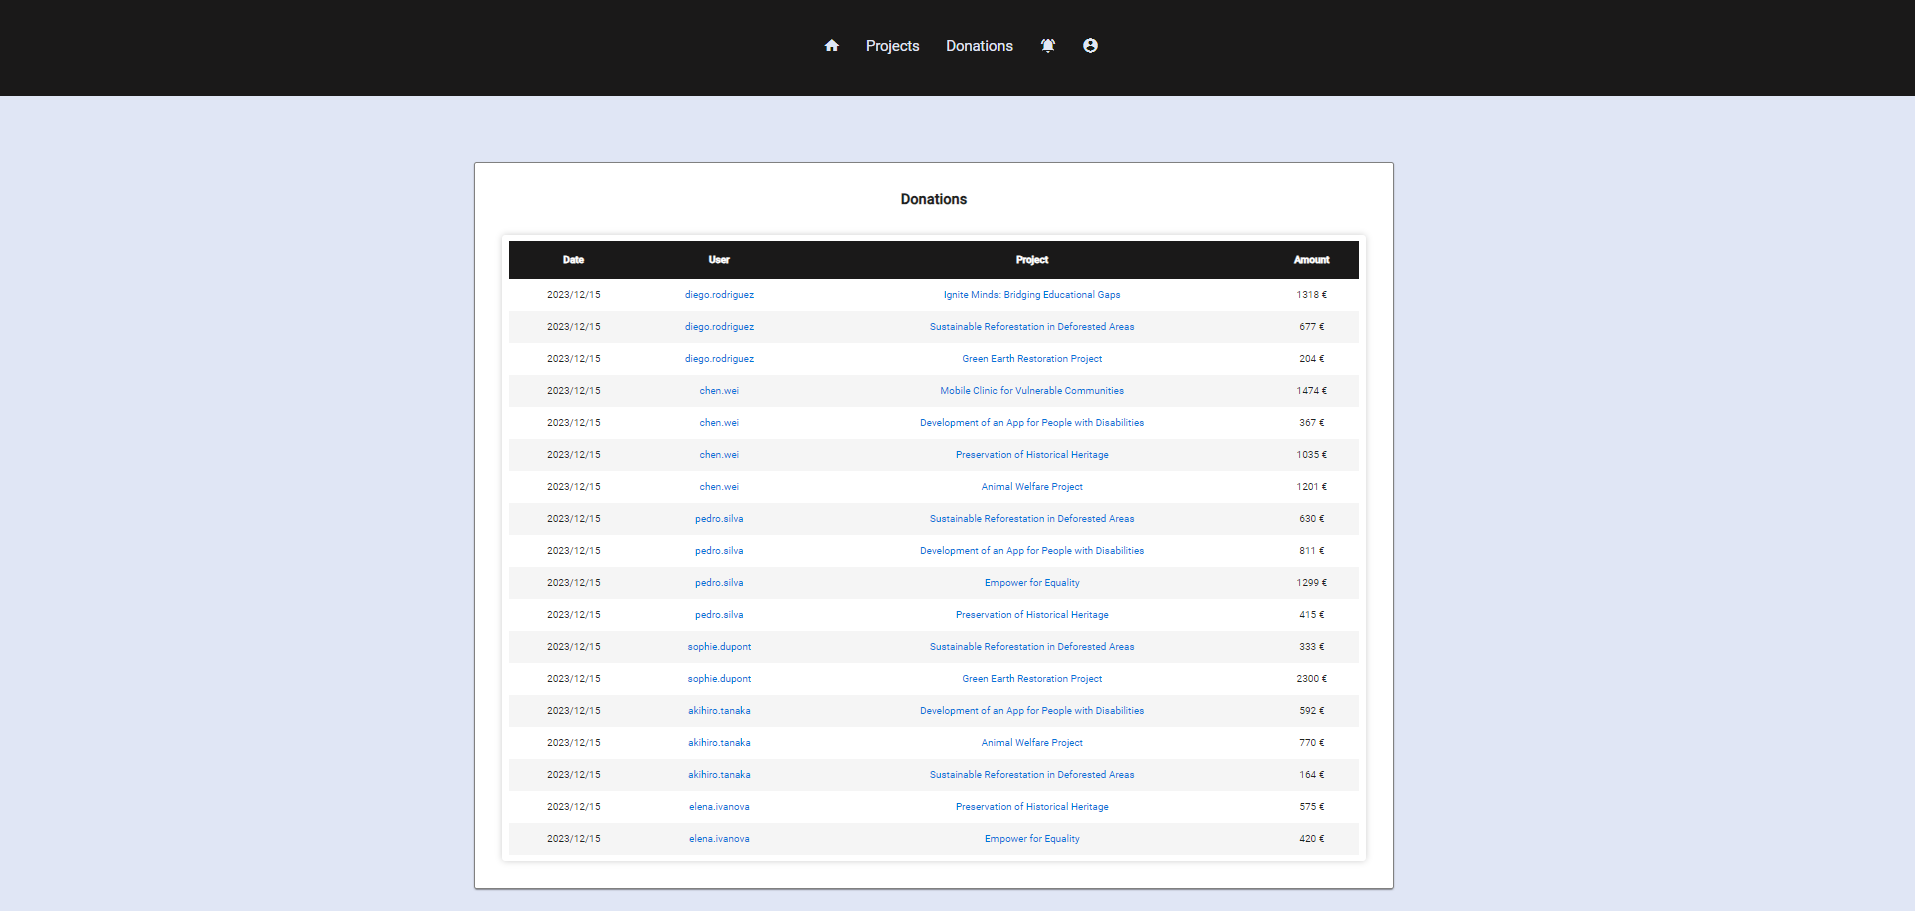 Projects Donations
Donations
Date User Project Amount
2023/12/15 diego.rodriguez Ignite Minds: Bridging Educational Gaps 1318 €
2023/12/15 diego.rodriguez Sustainable Reforestation in Deforested Areas 677 €
2023/12/15 diego.rodriguez Green Earth Restoration Project 204 €
2023/12/15 chen.wei Mobile Clinic for Vulnerable Communities 1474 €
2023/12/15 chen.wei Development of an App for People with Disabilities 367 €
2023/12/15 chen.wei Preservation of Historical Heritage 1035 €
2023/12/15 chen.wei Animal Welfare Project 1201 €
2023/12/15 pedro.silva Sustainable Reforestation in Deforested Areas 630 €
2023/12/15 pedro.silva Development of an App for People with Disabilities 811 €
2023/12/15 pedro.silva Empower for Equality 1299 €
2023/12/15 pedro.silva Preservation of Historical Heritage 415 €
2023/12/15 sophie.dupont Sustainable Reforestation in Deforested Areas 333 €
2023/12/15 sophie.dupont Green Earth Restoration Project 2300 €
2023/12/15 akihiro.tanaka Development of an App for People with Disabilities 592 €
2023/12/15 akihiro.tanaka Animal Welfare Project 770 €
2023/12/15 akihiro.tanaka Sustainable Reforestation in Deforested Areas 164 €
2023/12/15 elena.ivanova Preservation of Historical Heritage 575 €
2023/12/15 elena.ivanova Empower for Equality 420 €